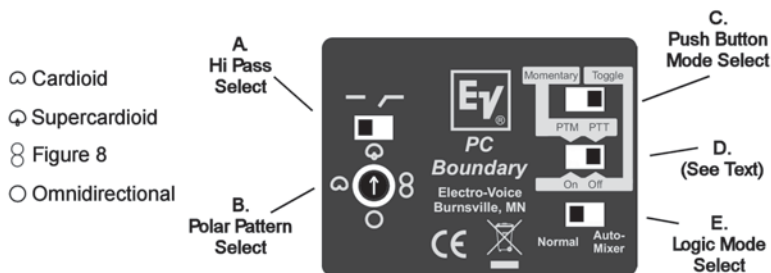 Cardioid
Supercardioid
Figure 8
Omnidirectional
A.
Hi Pass
Select
B.
Polar Pattern
Select
EV®
PC
Boundary
Electro-Voice
Burnsville, MN
CE
Momentary Toggle
PTM PTT
On Off
Normal Auto-
Mixer
C.
Push Button
Mode Select
D.
(See Text)
E.
Logic Mode
Select